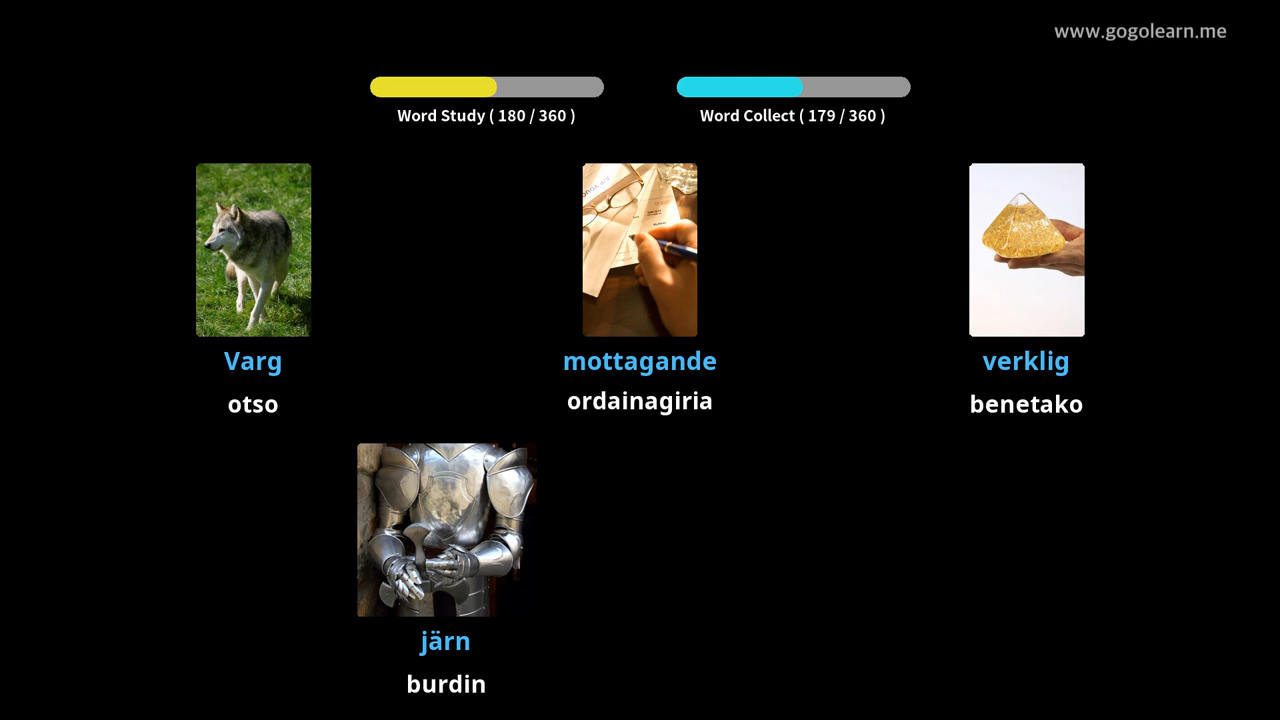 www.gogolearn.me
Word Study ( 180 / 360 )
Word Collect ( 179 / 360 )
Varg
otso
mottagande
ordainagiria
verklig
benetako
järn
burdin